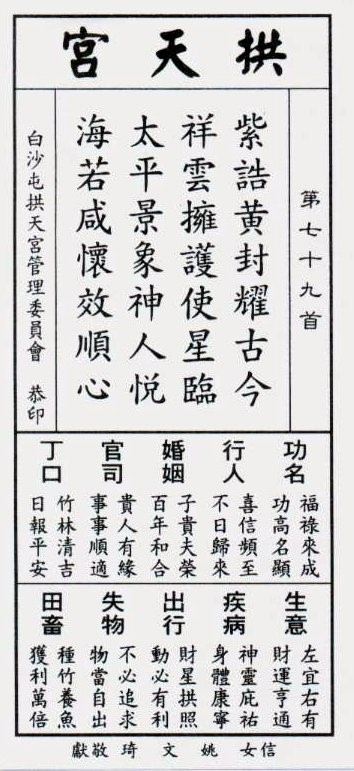 拱天宮
第七十九首
紫誥黃封耀古今
祥雲擁護使星臨
太平景象神人悅
海若咸懷效順心
白沙屯拱天宮管理委員會　恭印
功名
福祿來成
功高名顯
行人
喜信頻至
不日歸來
婚姻
子貴夫榮
百年和合
官司
貴人有緣
事事順適
丁口
竹林清吉
日報平安
生意
左宜右有
財運亨通
疾病
神靈庇祐
身體康寧
出行
財星拱照
動必有利
失物
不必追求
物當自出
田畜
種竹養魚
獲利萬倍
信女　姚　文　琦　敬獻